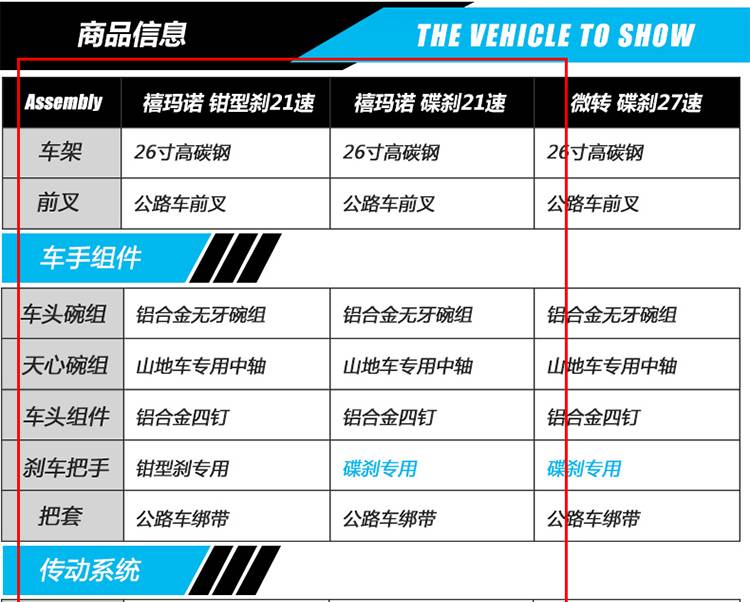 商品信息 THE VEHICLE TO SHOW
Assembly 禧玛诺 钳型刹21速 禧玛诺 碟刹21速 微转 碟刹27速
车架 26寸高碳钢 26寸高碳钢 26寸高碳钢
前叉 公路车前叉 公路车前叉 公路车前叉
车手组件
车头碗组 铝合金无牙碗组 铝合金无牙碗组 铝合金无牙碗组
天心碗组 山地车专用中轴 山地车专用中轴 山地车专用中轴
车头组件 铝合金四钉 铝合金四钉 铝合金四钉
刹车把手 钳型刹专用 碟刹专用 碟刹专用
把套 公路车绑带 公路车绑带 公路车绑带
传动系统